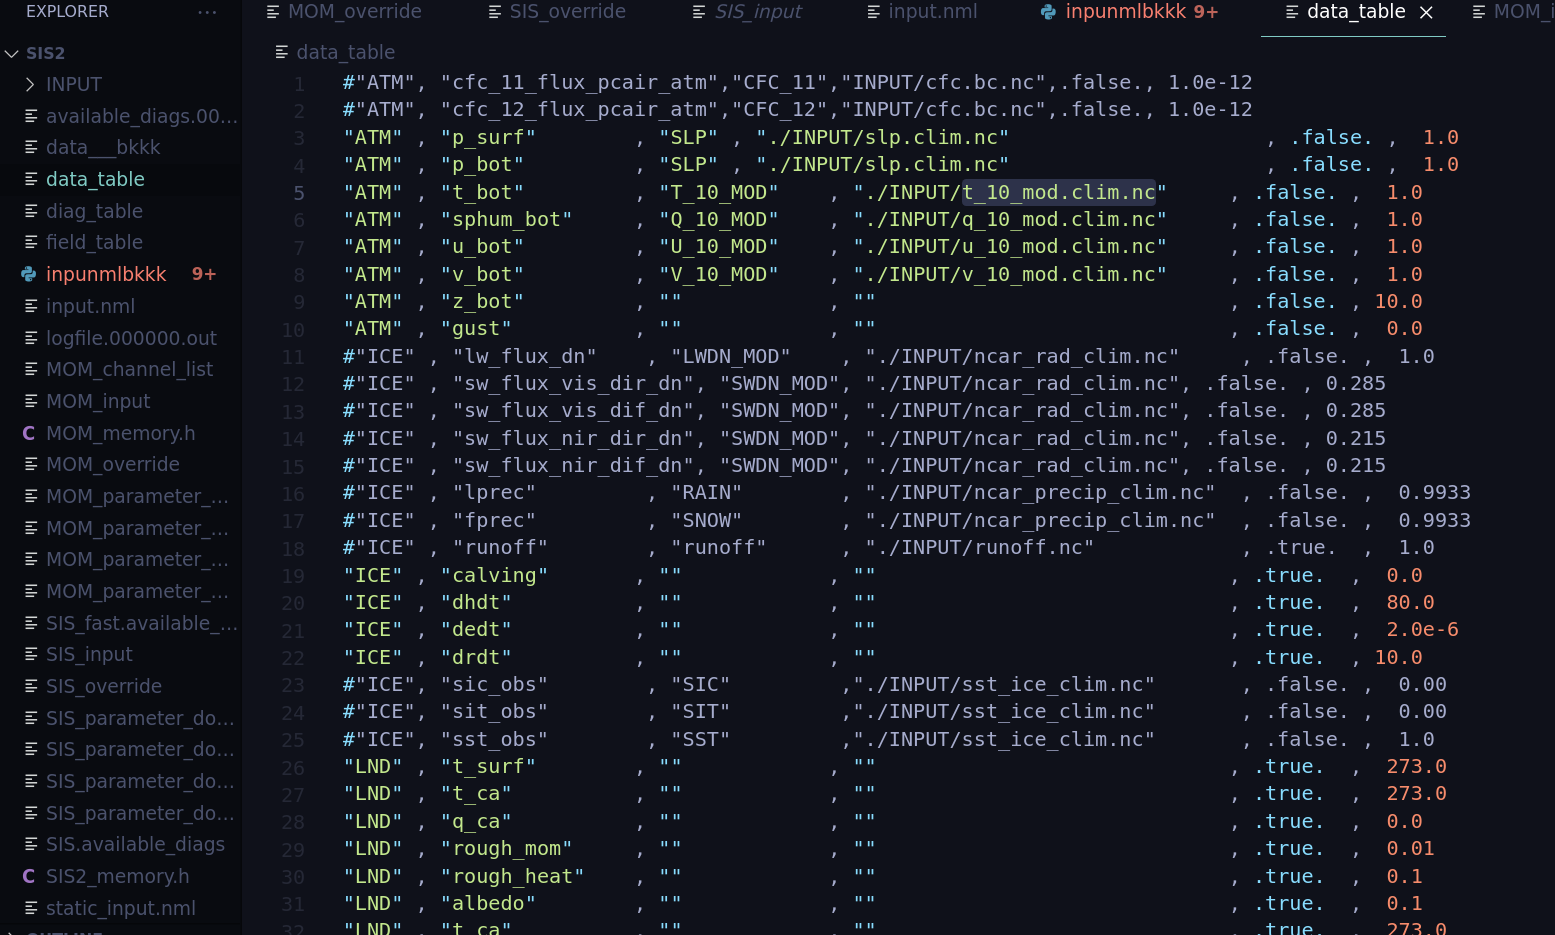 EXPLORER ···
SIS2
INPUT
available_diags.00...
data___bkkk
data_table
diag_table
field_table
inpunmlbkkk 9+
input.nml
logfile.000000.out
MOM_channel_list
MOM_input
C MOM_memory.h
MOM_override
MOM_parameter_...
MOM_parameter_...
MOM_parameter_...
MOM_parameter_...
SIS_fast.available_...
SIS_input
SIS_override
SIS_parameter_do...
SIS_parameter_do...
SIS_parameter_do...
SIS_parameter_do...
SIS.available_diags
C SIS2_memory.h
static_input.nml
OUTLINE
MOM_override SIS_override SIS_input input.nml inpunmlbkkk 9+ data_table MOM_i
data_table
1 #"ATM", "cfc_11_flux_pcair_atm","CFC_11","INPUT/cfc.bc.nc",.false., 1.0e-12
2 #"ATM", "cfc_12_flux_pcair_atm","CFC_12","INPUT/cfc.bc.nc",.false., 1.0e-12
3 "ATM" , "p_surf" , "SLP" , "./INPUT/slp.clim.nc" , .false. , 1.0
4 "ATM" , "p_bot" , "SLP" , "./INPUT/slp.clim.nc" , .false. , 1.0
5 "ATM" , "t_bot" , "T_10_MOD" , "./INPUT/t_10_mod.clim.nc" , .false. , 1.0
6 "ATM" , "sphum_bot" , "Q_10_MOD" , "./INPUT/q_10_mod.clim.nc" , .false. , 1.0
7 "ATM" , "u_bot" , "U_10_MOD" , "./INPUT/u_10_mod.clim.nc" , .false. , 1.0
8 "ATM" , "v_bot" , "V_10_MOD" , "./INPUT/v_10_mod.clim.nc" , .false. , 1.0
9 "ATM" , "z_bot" , "" , "" , .false. , 10.0
10 "ATM" , "gust" , "" , "" , .false. , 0.0
11 #"ICE" , "lw_flux_dn" , "LWDN_MOD" , "./INPUT/ncar_rad_clim.nc" , .false. , 1.0
12 #"ICE" , "sw_flux_vis_dir_dn", "SWDN_MOD", "./INPUT/ncar_rad_clim.nc", .false. , 0.285
13 #"ICE" , "sw_flux_vis_dif_dn", "SWDN_MOD", "./INPUT/ncar_rad_clim.nc", .false. , 0.285
14 #"ICE" , "sw_flux_nir_dir_dn", "SWDN_MOD", "./INPUT/ncar_rad_clim.nc", .false. , 0.215
15 #"ICE" , "sw_flux_nir_dif_dn", "SWDN_MOD", "./INPUT/ncar_rad_clim.nc", .false. , 0.215
16 #"ICE" , "lprec" , "RAIN" , "./INPUT/ncar_precip_clim.nc" , .false. , 0.9933
17 #"ICE" , "fprec" , "SNOW" , "./INPUT/ncar_precip_clim.nc" , .false. , 0.9933
18 #"ICE" , "runoff" , "runoff" , "./INPUT/runoff.nc" , .true. , 1.0
19 "ICE" , "calving" , "" , "" , .true. , 0.0
20 "ICE" , "dhdt" , "" , "" , .true. , 80.0
21 "ICE" , "dedt" , "" , "" , .true. , 2.0e-6
22 "ICE" , "drdt" , "" , "" , .true. , 10.0
23 #"ICE", "sic_obs" , "SIC" ,"./INPUT/sst_ice_clim.nc" , .false. , 0.00
24 #"ICE", "sit_obs" , "SIT" ,"./INPUT/sst_ice_clim.nc" , .false. , 0.00
25 #"ICE", "sst_obs" , "SST" ,"./INPUT/sst_ice_clim.nc" , .false. , 1.0
26 "LND" , "t_surf" , "" , "" , .true. , 273.0
27 "LND" , "t_ca" , "" , "" , .true. , 273.0
28 "LND" , "q_ca" , "" , "" , .true. , 0.0
29 "LND" , "rough_mom" , "" , "" , .true. , 0.01
30 "LND" , "rough_heat" , "" , "" , .true. , 0.1
31 "LND" , "albedo" , "" , "" , .true. , 0.1
32 "LND" , "t_ca" , "" , "" , .true. , 273.0